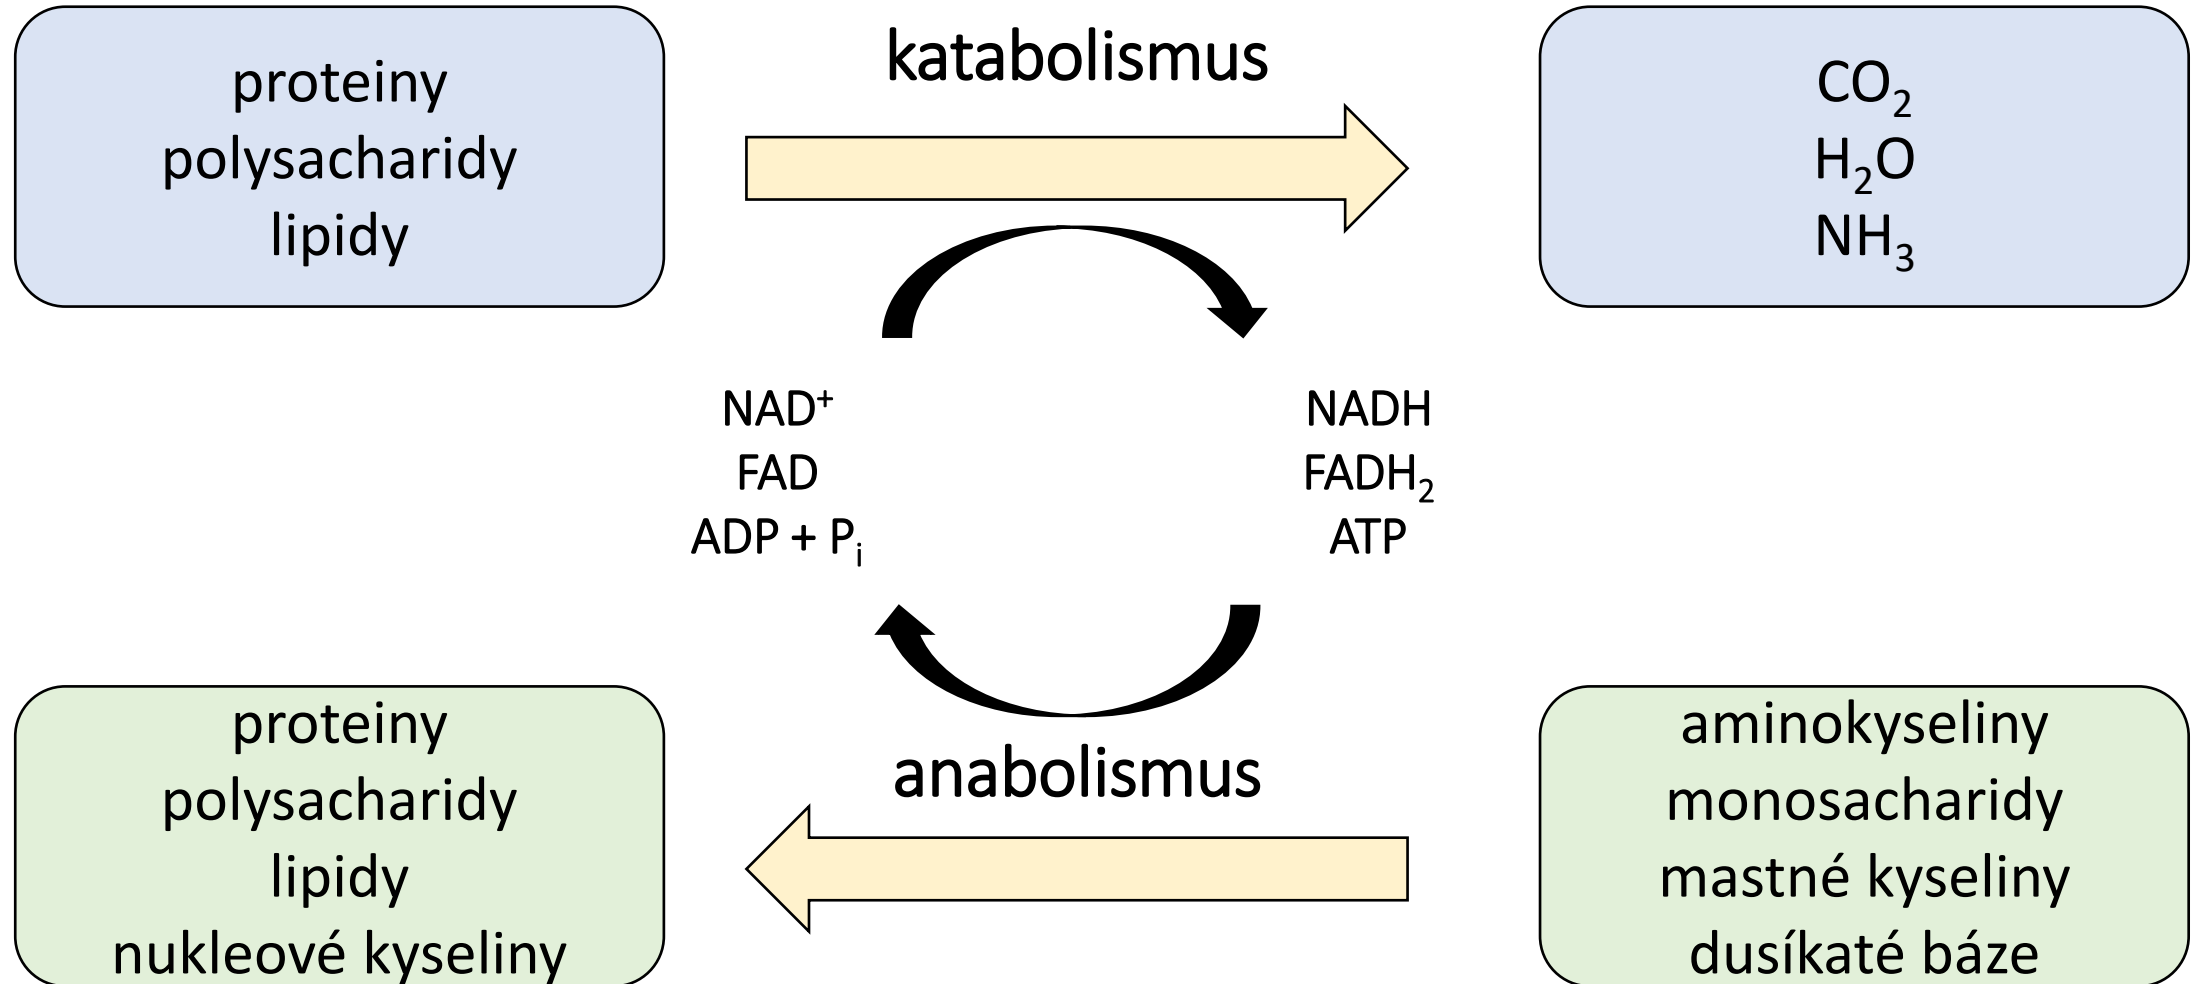 proteiny
polysacharidy
lipidy
katabolismus
CO₂
H₂O
NH₃
NAD⁺
FAD
ADP + Pᵢ
NADH
FADH₂
ATP
proteiny
polysacharidy
lipidy
nukleové kyseliny
anabolismus
aminokyseliny
monosacharidy
mastné kyseliny
dusíkaté báze